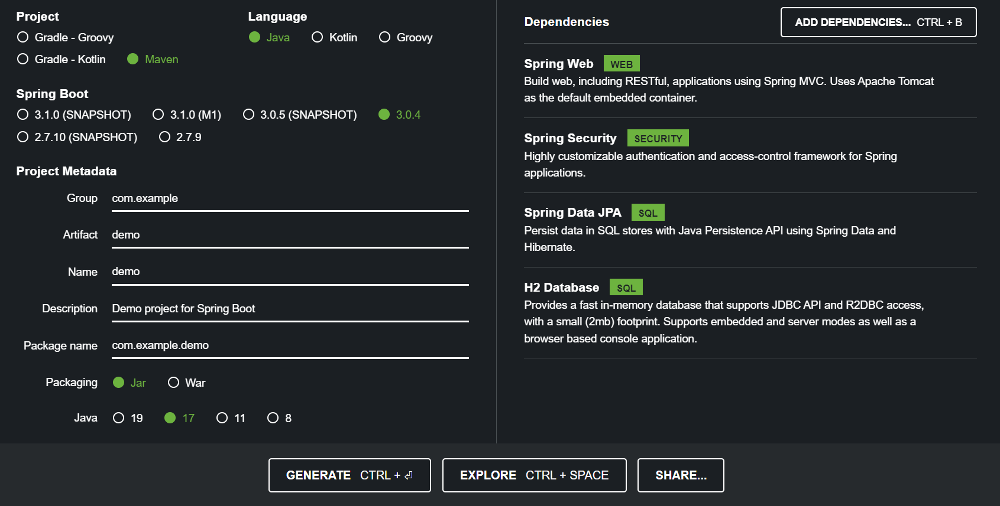 Project
Gradle - Groovy
Gradle - Kotlin Maven
Language
Java Kotlin Groovy
Spring Boot
3.1.0 (SNAPSHOT) 3.1.0 (M1) 3.0.5 (SNAPSHOT) 3.0.4
2.7.10 (SNAPSHOT) 2.7.9
Project Metadata
Group com.example
Artifact demo
Name demo
Description Demo project for Spring Boot
Package name com.example.demo
Packaging Jar War
Java 19 17 11 8
Dependencies ADD DEPENDENCIES... CTRL + B
Spring Web WEB
Build web, including RESTful, applications using Spring MVC. Uses Apache Tomcat
as the default embedded container.
Spring Security SECURITY
Highly customizable authentication and access-control framework for Spring
applications.
Spring Data JPA SQL
Persist data in SQL stores with Java Persistence API using Spring Data and
Hibernate.
H2 Database SQL
Provides a fast in-memory database that supports JDBC API and R2DBC access,
with a small (2mb) footprint. Supports embedded and server modes as well as a
browser based console application.
GENERATE CTRL + ⏎ EXPLORE CTRL + SPACE SHARE...